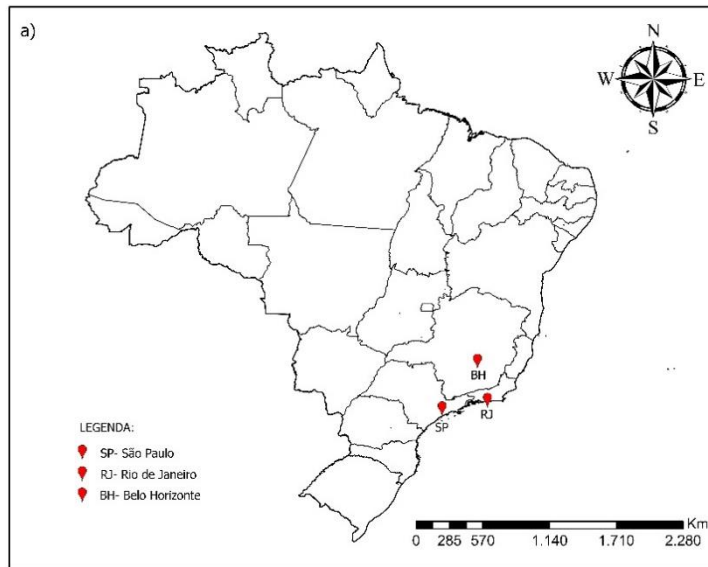 a)
N
W E
S
BH
RJ
SP
LEGENDA:
SP- São Paulo
RJ- Rio de Janeiro
BH- Belo Horizonte
Km
0 285 570 1.140 1.710 2.280